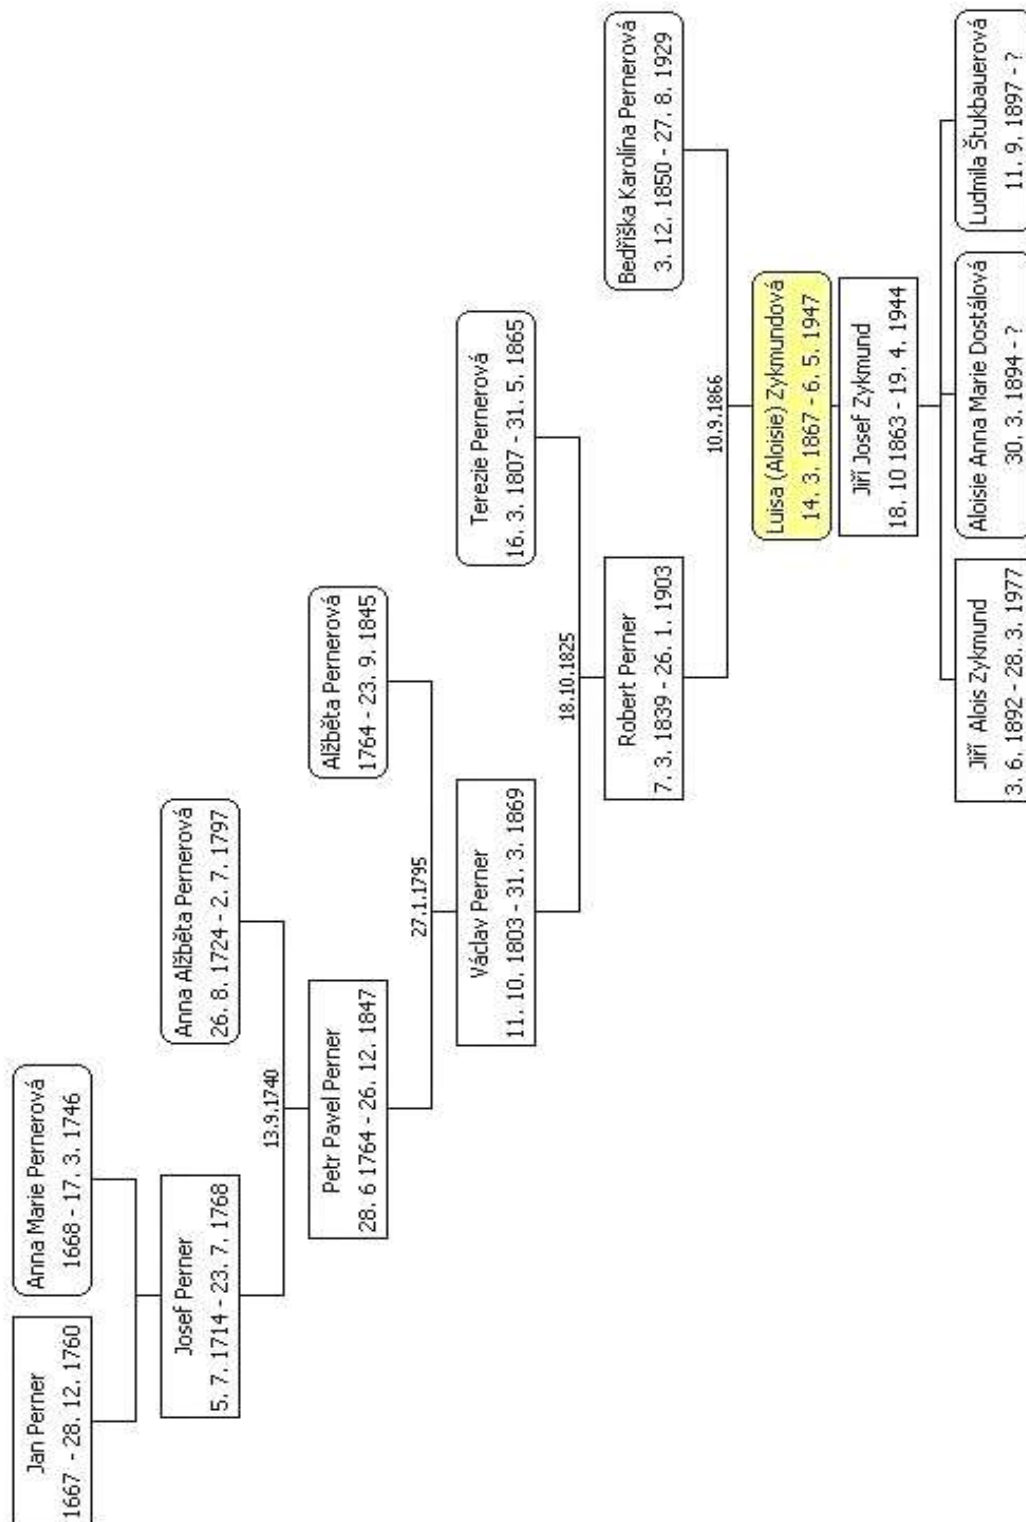 Jan Perner
1667 - 28. 12. 1760
Anna Marie Pernerová
1668 - 17. 3. 1746
Josef Perner
5. 7. 1714 - 23. 7. 1768
Anna Alžběta Pernerová
26. 8. 1724 - 2. 7. 1797
13.9.1740
Petr Pavel Perner
28. 6 1764 - 26. 12. 1847
Alžběta Pernerová
1764 - 23. 9. 1845
27.1.1795
Václav Perner
11. 10. 1803 - 31. 3. 1869
Terezie Pernerová
16. 3. 1807 - 31. 5. 1865
18.10.1825
Robert Perner
7. 3. 1839 - 26. 1. 1903
Bedřiška Karolína Pernerová
3. 12. 1850 - 27. 8. 1929
10.9.1866
Luisa (Aloisie) Zykmundová
14. 3. 1867 - 6. 5. 1947
Jiří Josef Zykmund
18. 10 1863 - 19. 4. 1944
Jiří Alois Zykmund
3. 6. 1892 - 28. 3. 1977
Aloisie Anna Marie Dostálová
30. 3. 1894 - ?
Ludmila Štukbauerová
11. 9. 1897 - ?